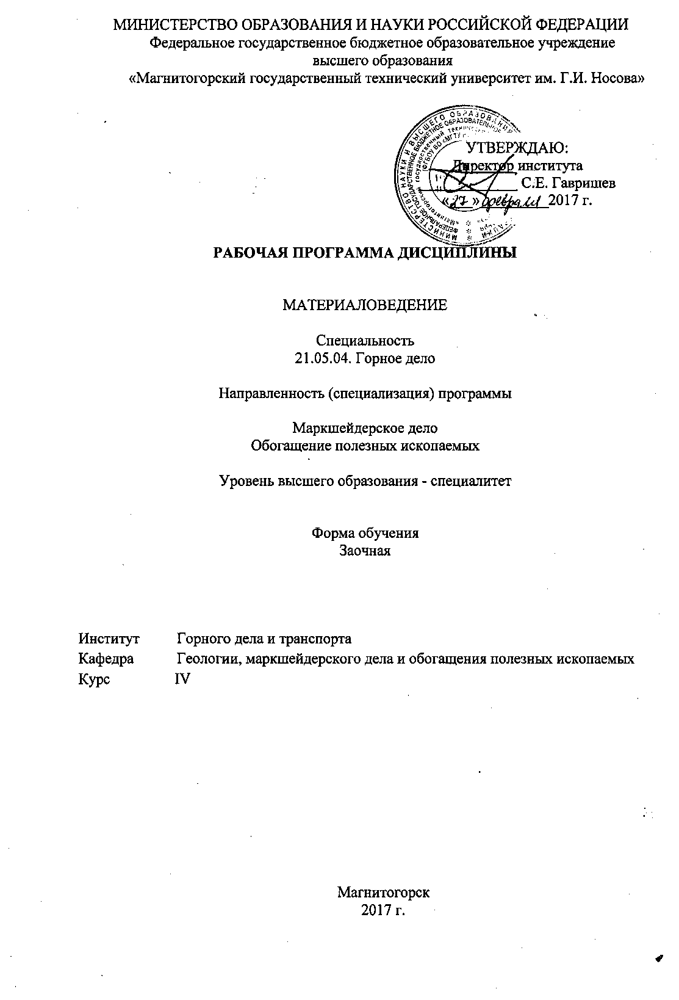 МИНИСТЕРСТВО ОБРАЗОВАНИЯ И НАУКИ РОССИЙСКОЙ ФЕДЕРАЦИИ
Федеральное государственное бюджетное образовательное учреждение
высшего образования
«Магнитогорский государственный технический университет им. Г.И. Носова»
УТВЕРЖДАЮ:
Директор института
С.Е. Гавришев
«27» февраля 2017 г.
РАБОЧАЯ ПРОГРАММА ДИСЦИПЛИНЫ
МАТЕРИАЛОВЕДЕНИЕ
Специальность
21.05.04. Горное дело
Направленность (специализация) программы
Маркшейдерское дело
Обогащение полезных ископаемых
Уровень высшего образования - специалитет
Форма обучения
Заочная
Институт Горного дела и транспорта
Кафедра Геологии, маркшейдерского дела и обогащения полезных ископаемых
Курс IV
Магнитогорск
2017 г.